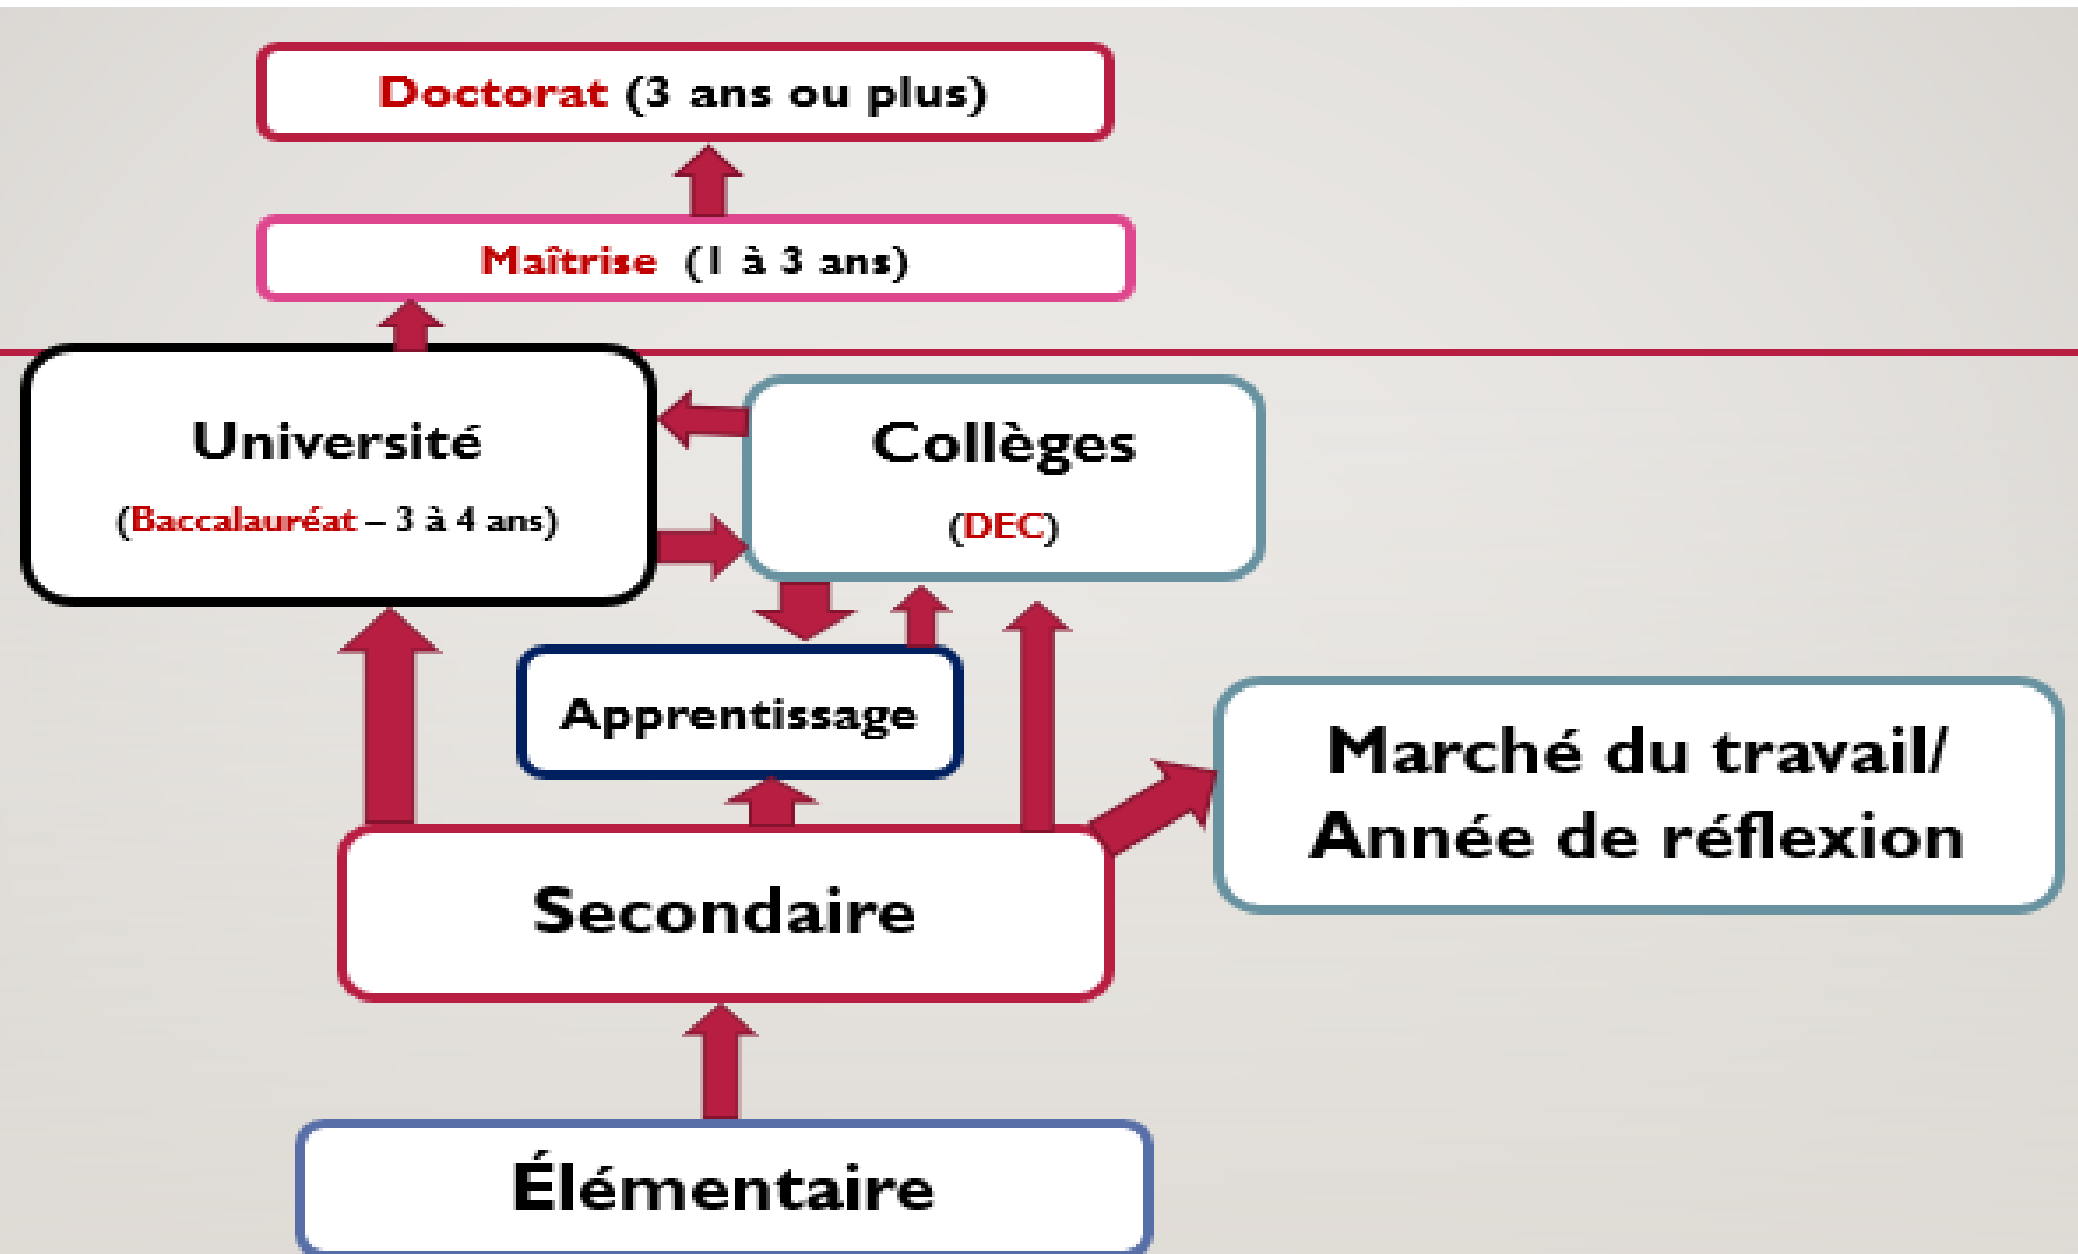 Doctorat (3 ans ou plus)
Maîtrise (1 à 3 ans)
Université
(Baccalauréat – 3 à 4 ans)
Collèges
(DEC)
Apprentissage
Marché du travail/
Année de réflexion
Secondaire
Élémentaire